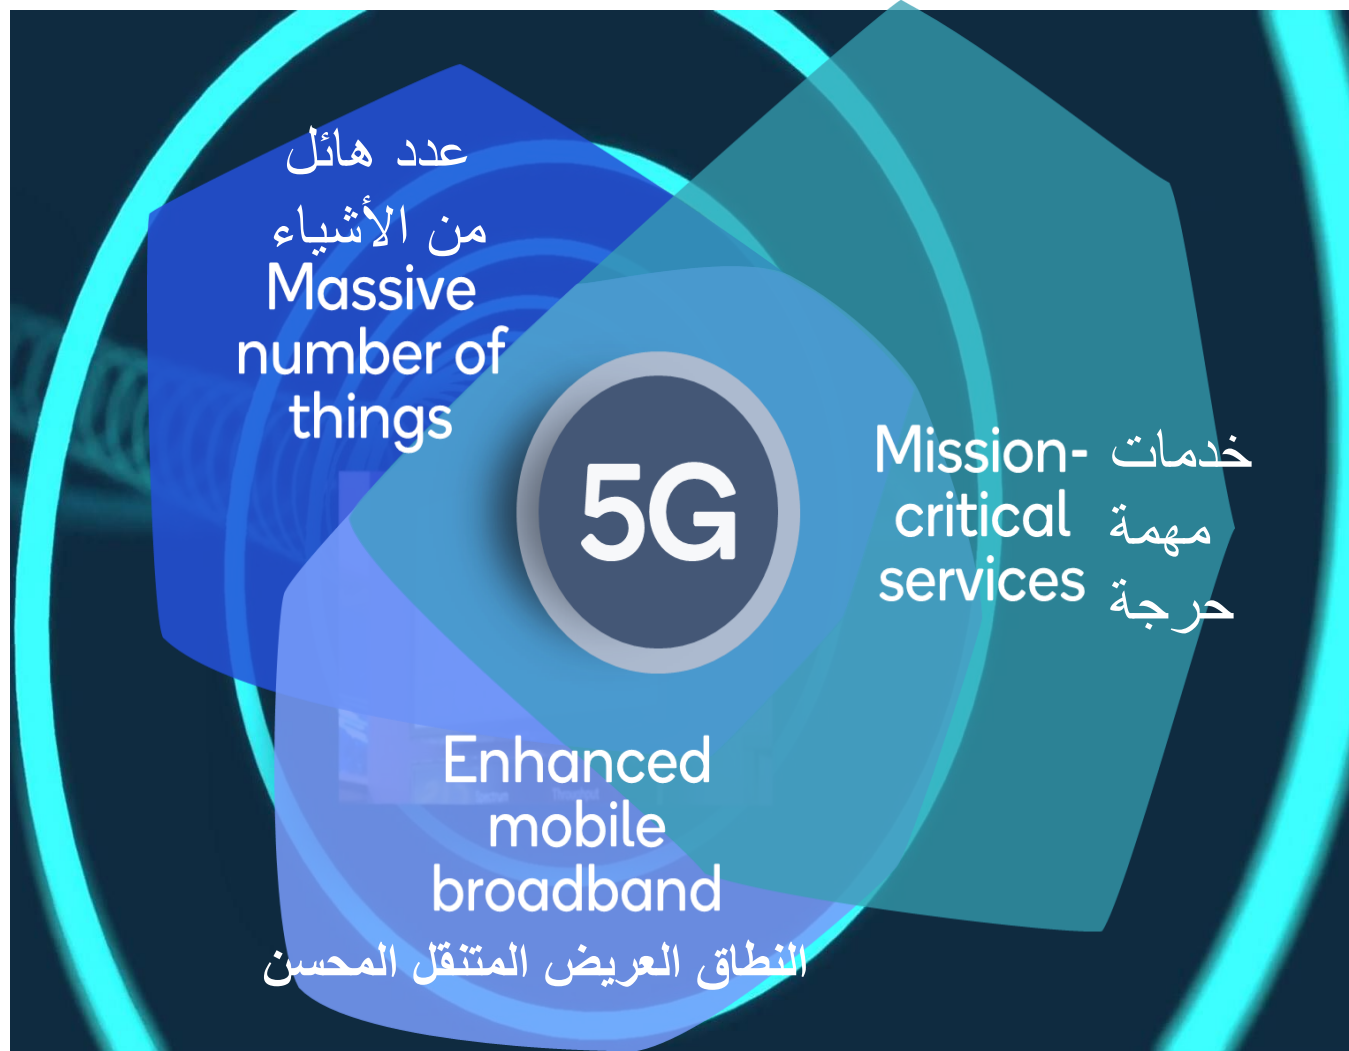 عدد هائل
من الأشياء
Massive
number of
things
5G
Mission-
critical
services
خدمات
مهمة
حرجة
Enhanced
mobile
broadband
النطاق العريض المتنقل المحسن